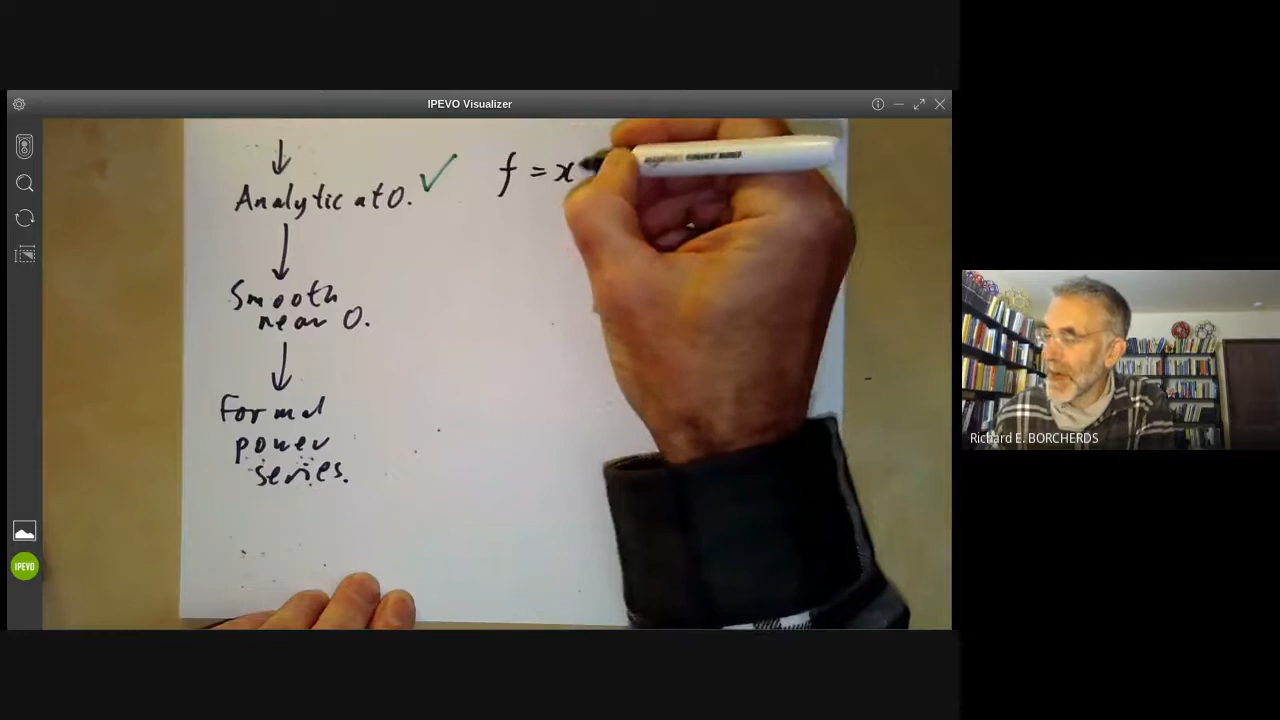 IPEVO Visualizer
Analytic at 0. ✓
f = x
Smooth
near 0.
Formal
power
series.
Richard E. BORCHERDS
IPEVO